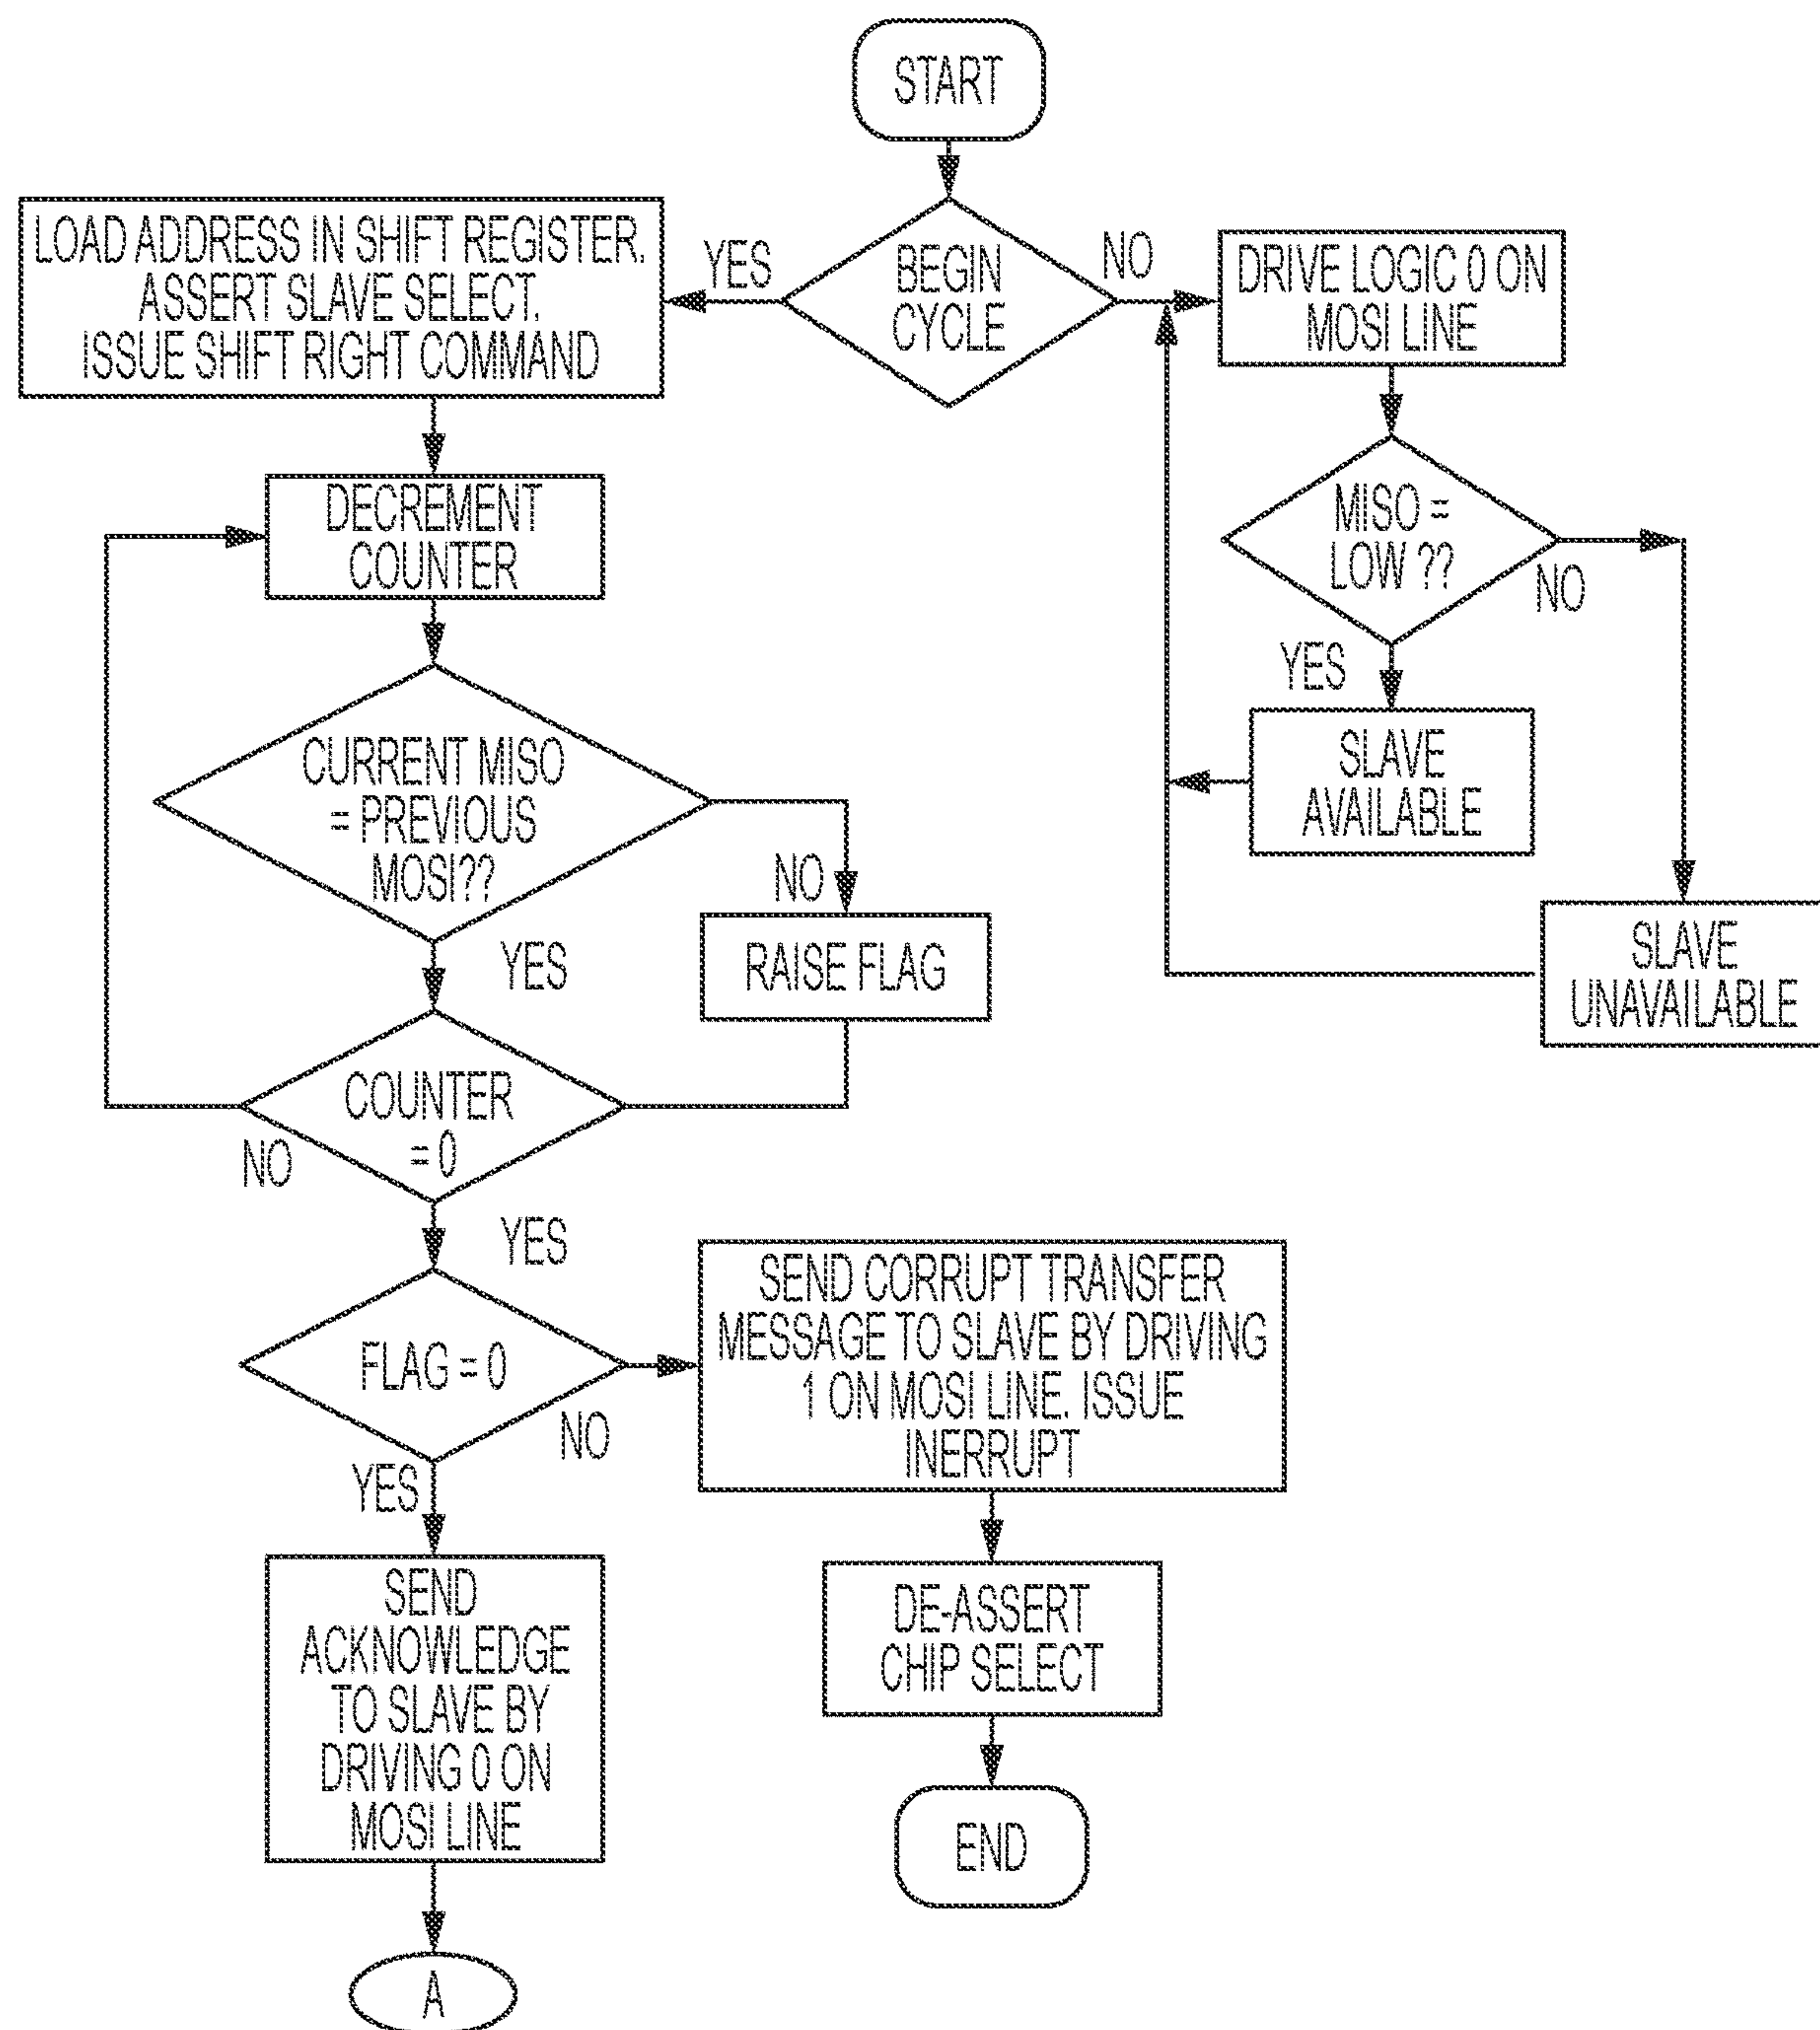 START
BEGIN
CYCLE
YES
NO
LOAD ADDRESS IN SHIFT REGISTER.
ASSERT SLAVE SELECT.
ISSUE SHIFT RIGHT COMMAND
DRIVE LOGIC 0 ON
MOSI LINE
DECREMENT
COUNTER
MISO =
LOW ??
NO
YES
SLAVE
AVAILABLE
SLAVE
UNAVAILABLE
CURRENT MISO
= PREVIOUS
MOSI??
NO
YES
RAISE FLAG
COUNTER
= 0
NO
YES
FLAG = 0
NO
YES
SEND CORRUPT TRANSFER
MESSAGE TO SLAVE BY DRIVING
1 ON MOSI LINE. ISSUE
INERRUPT
SEND
ACKNOWLEDGE
TO SLAVE BY
DRIVING 0 ON
MOSI LINE
DE-ASSERT
CHIP SELECT
END
A